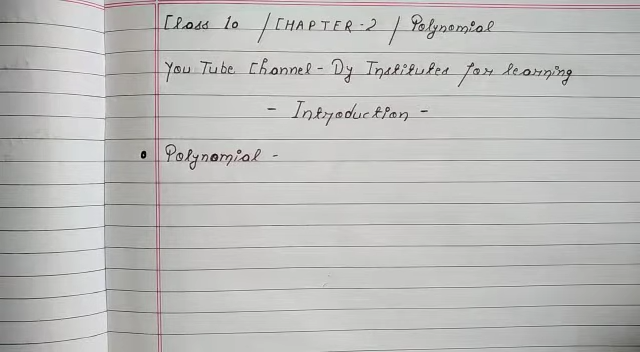 Class 10 / CHAPTER-2 / Polynomial
You Tube Channel - Dy Institutes for learning
- Introduction -
• Polynomial -